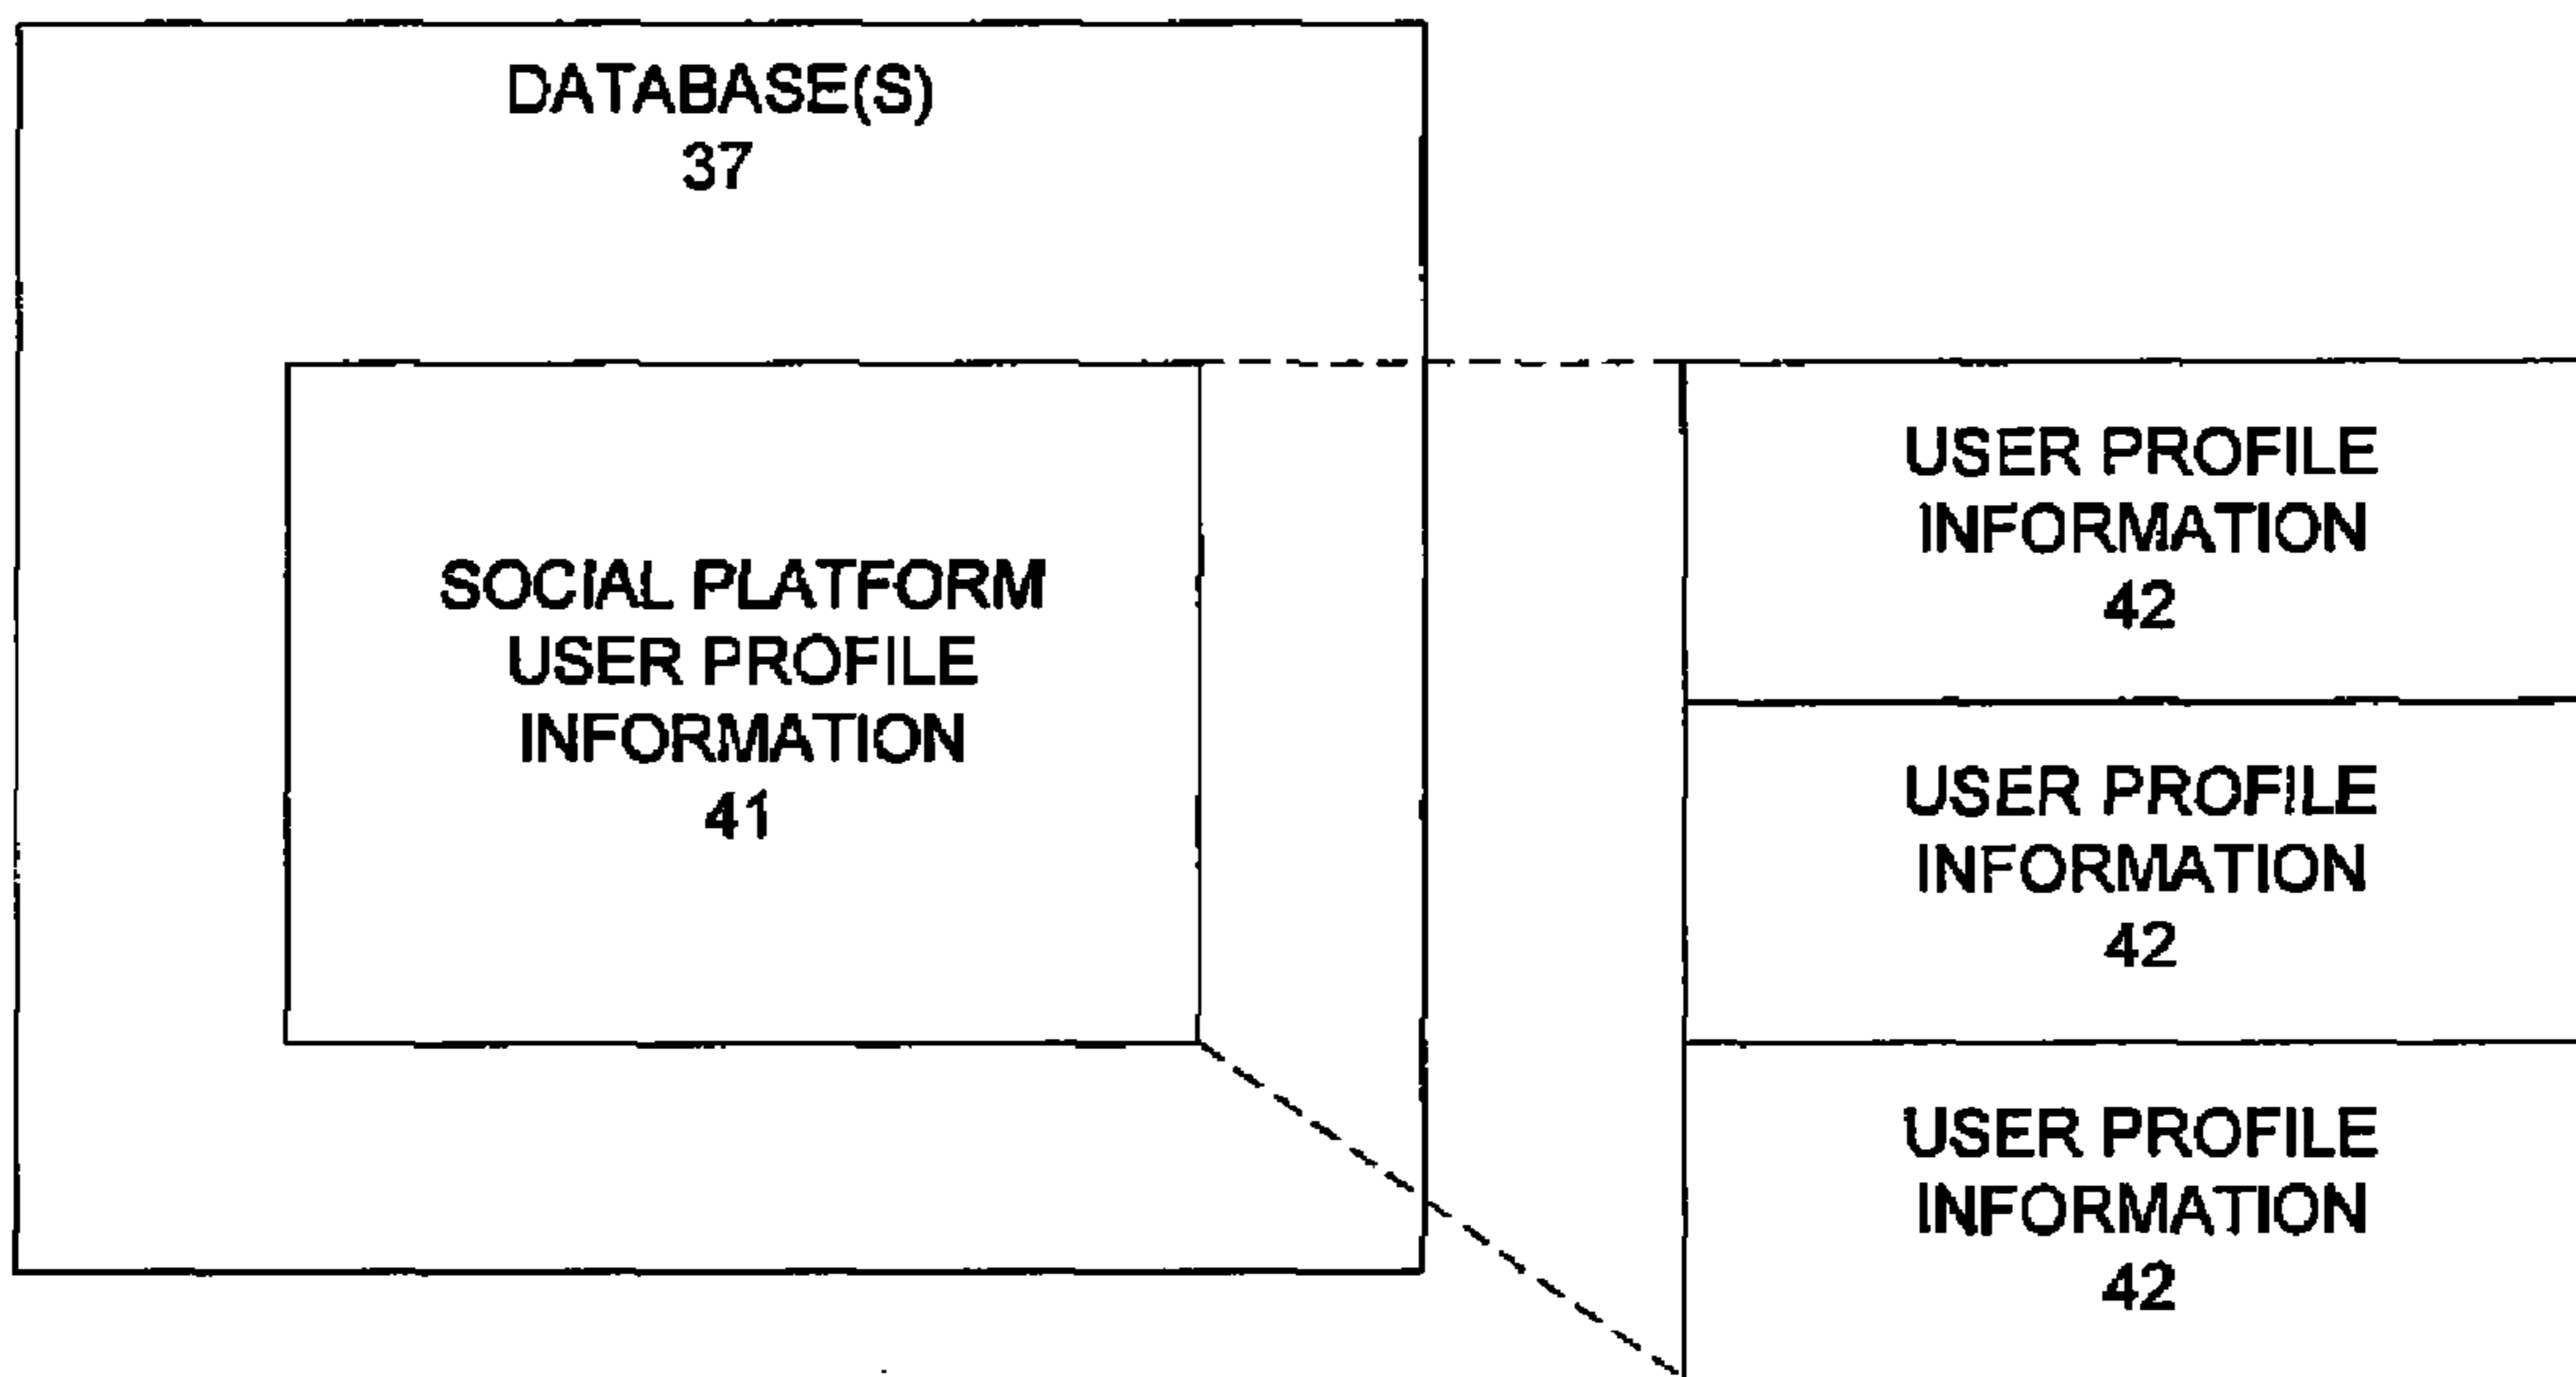 DATABASE(S)
37
SOCIAL PLATFORM
USER PROFILE
INFORMATION
41
USER PROFILE
INFORMATION
42
USER PROFILE
INFORMATION
42
USER PROFILE
INFORMATION
42